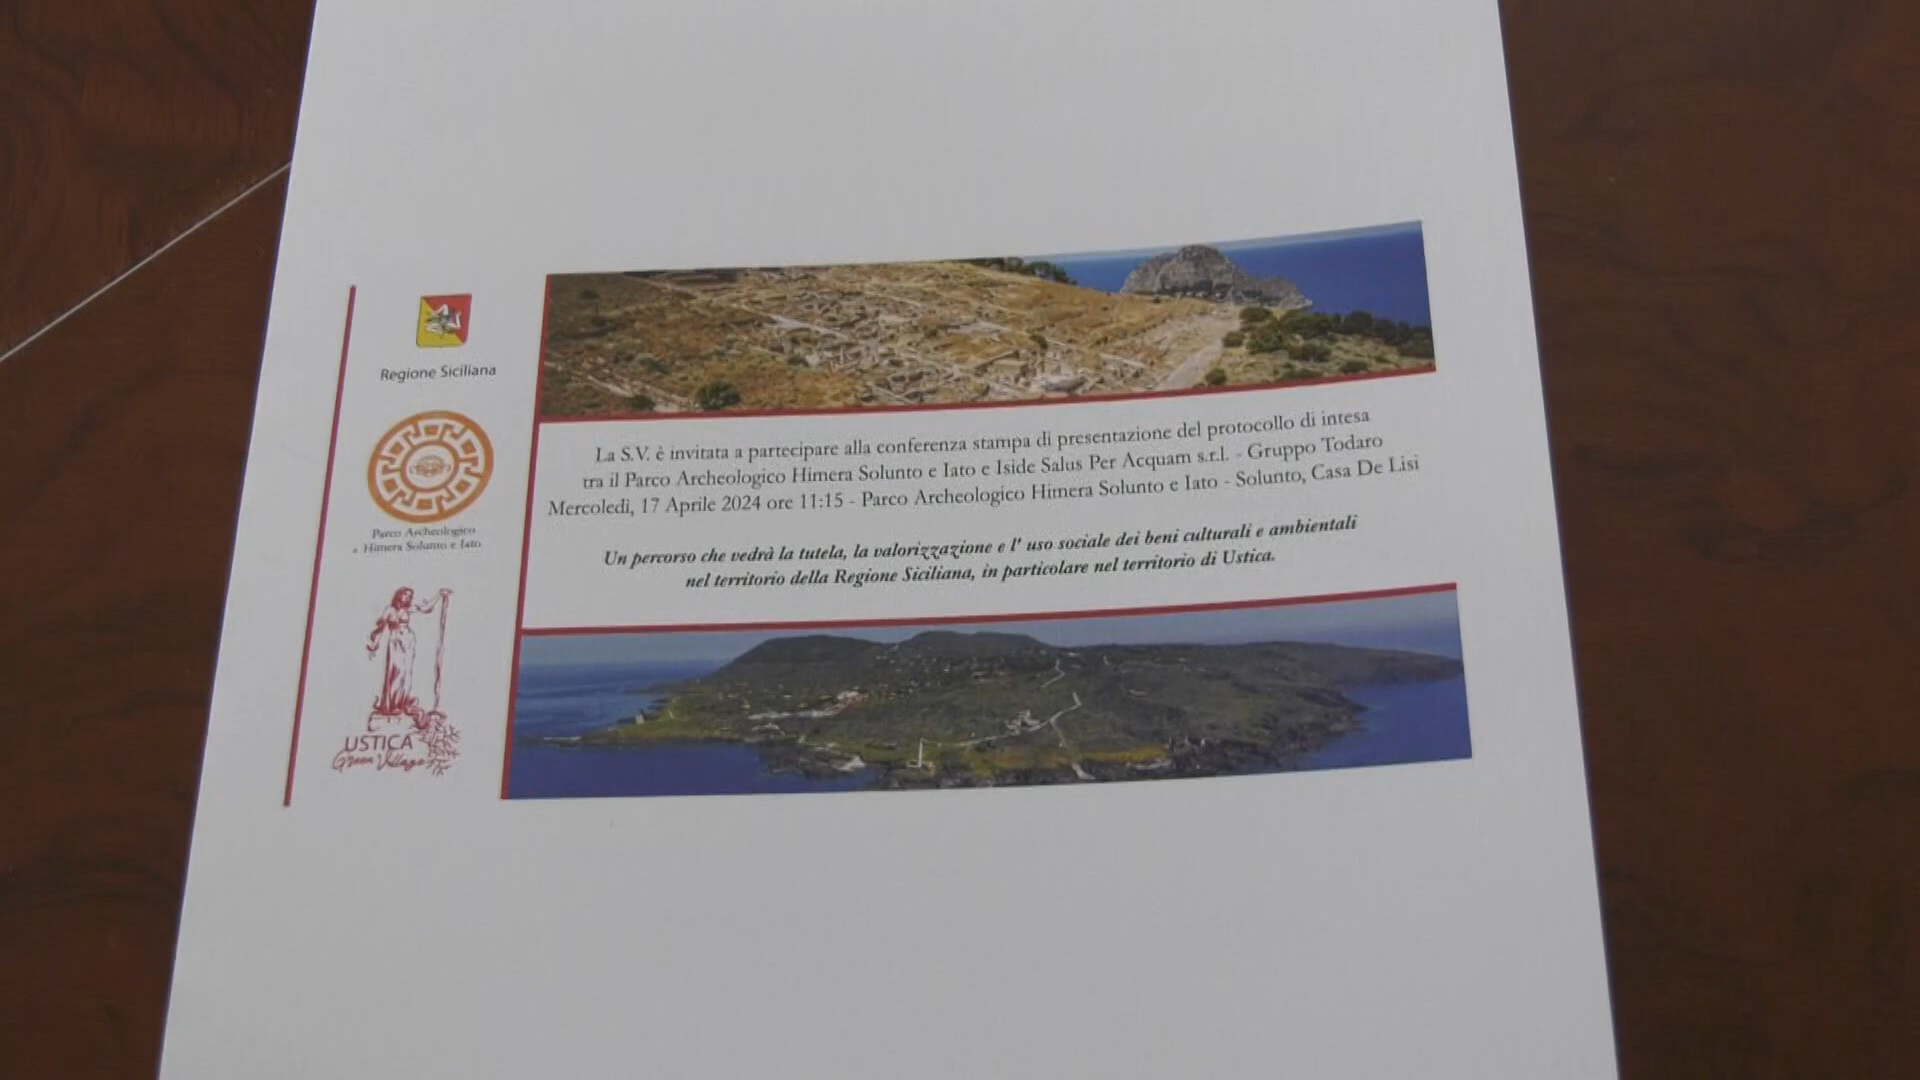 Regione Siciliana
Parco Archeologico
Himera Solunto e Iato
USTICA
Green Village
La S.V. è invitata a partecipare alla conferenza stampa di presentazione del protocollo di intesa
tra il Parco Archeologico Himera Solunto e Iato e Iside Salus Per Acquam s.r.l. - Gruppo Todaro
Mercoledì, 17 Aprile 2024 ore 11:15 - Parco Archeologico Himera Solunto e Iato - Solunto, Casa De Lisi
Un percorso che vedrà la tutela, la valorizzazione e l' uso sociale dei beni culturali e ambientali
nel territorio della Regione Siciliana, in particolare nel territorio di Ustica.